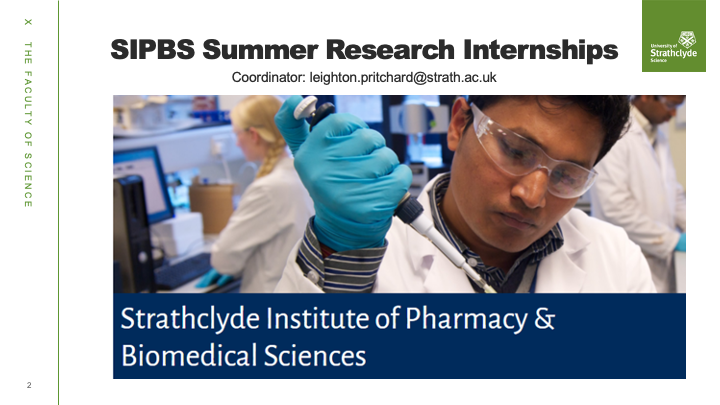 X THE FACULTY OF SCIENCE
SIPBS Summer Research Internships
Coordinator: leighton.pritchard@strath.ac.uk
University of
Strathclyde
Science
Strathclyde Institute of Pharmacy &
Biomedical Sciences
2